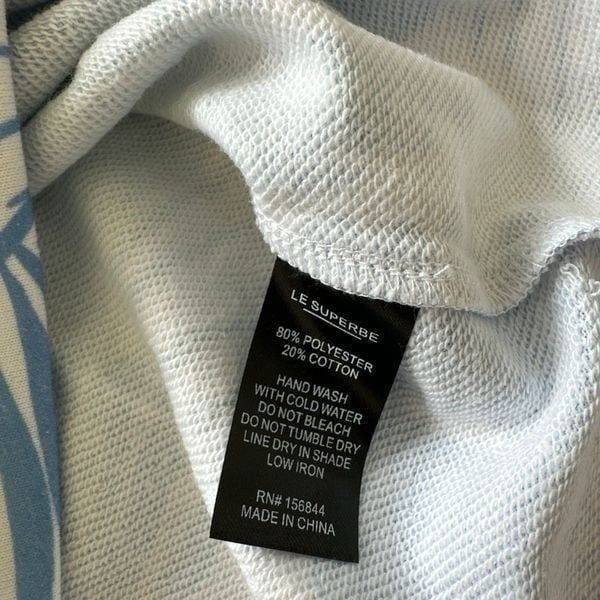 LE SUPERBE
80% POLYESTER
20% COTTON
HAND WASH
WITH COLD WATER
DO NOT BLEACH
DO NOT TUMBLE DRY
LINE DRY IN SHADE
LOW IRON
RN# 156844
MADE IN CHINA